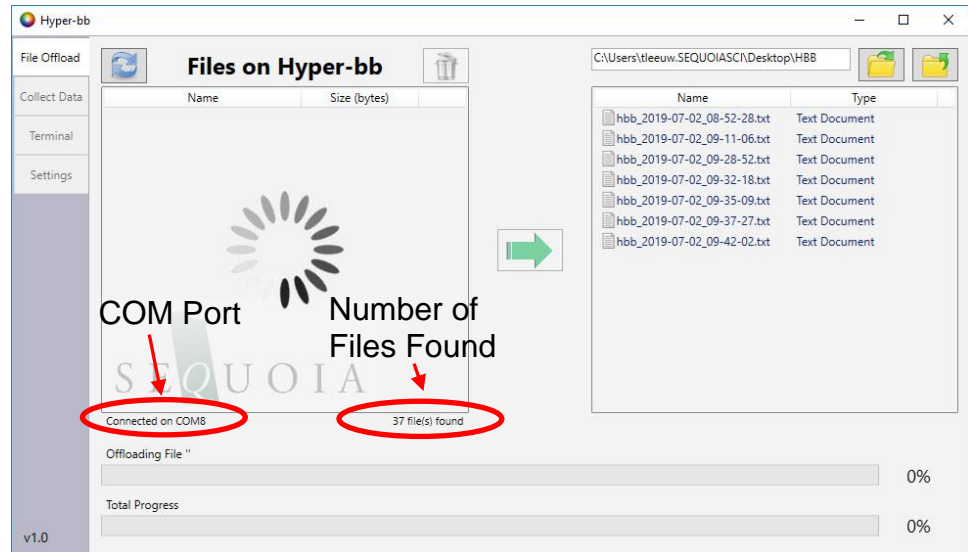 Hyper-bb
File Offload
Collect Data
Terminal
Settings
v1.0
Files on Hyper-bb
Name Size (bytes)
SEQUOIA
COM Port
Number of
Files Found
Connected on COM8 37 file(s) found
C:\Users\tleeuw.SEQUOIASCI\Desktop\HBB
Name Type
hbb_2019-07-02_08-52-28.txt Text Document
hbb_2019-07-02_09-11-06.txt Text Document
hbb_2019-07-02_09-28-52.txt Text Document
hbb_2019-07-02_09-32-18.txt Text Document
hbb_2019-07-02_09-35-09.txt Text Document
hbb_2019-07-02_09-37-27.txt Text Document
hbb_2019-07-02_09-42-02.txt Text Document
Offloading File ''
0%
Total Progress
0%